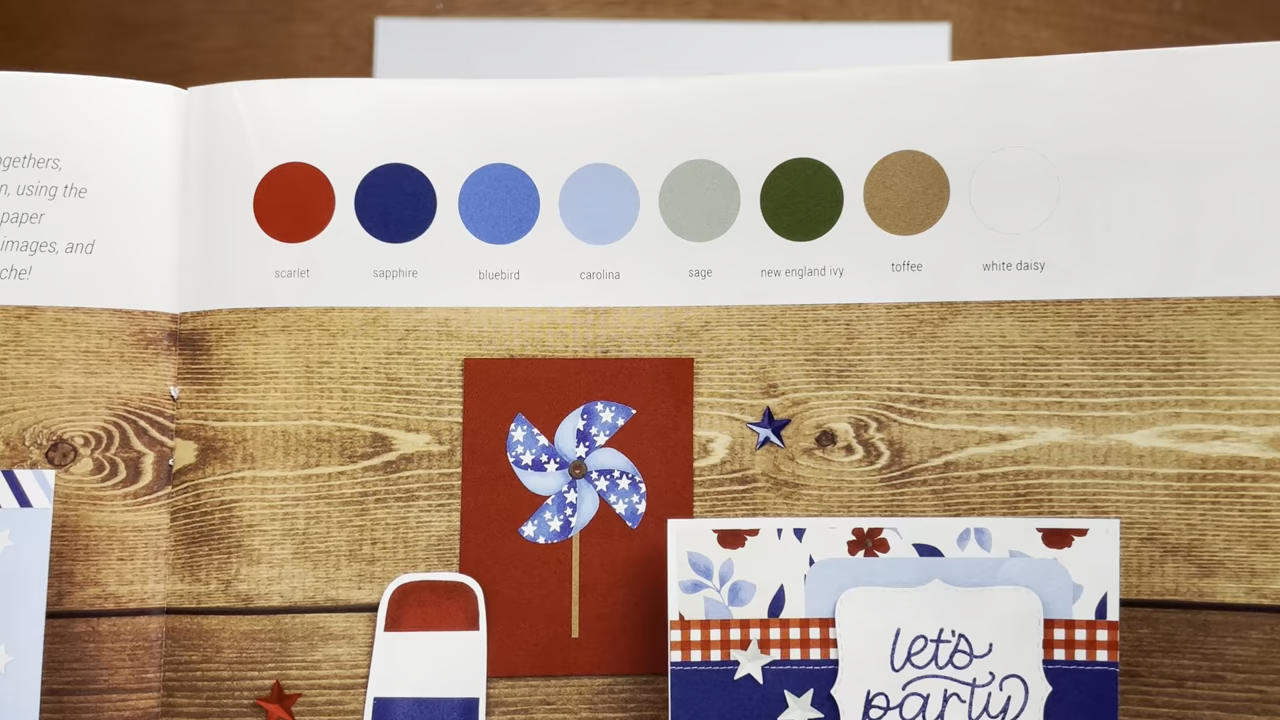 ogethers,
n, using the
paper
images, and
che!
scarlet
sapphire
bluebird
carolina
sage
new england ivy
toffee
white daisy
let's
party